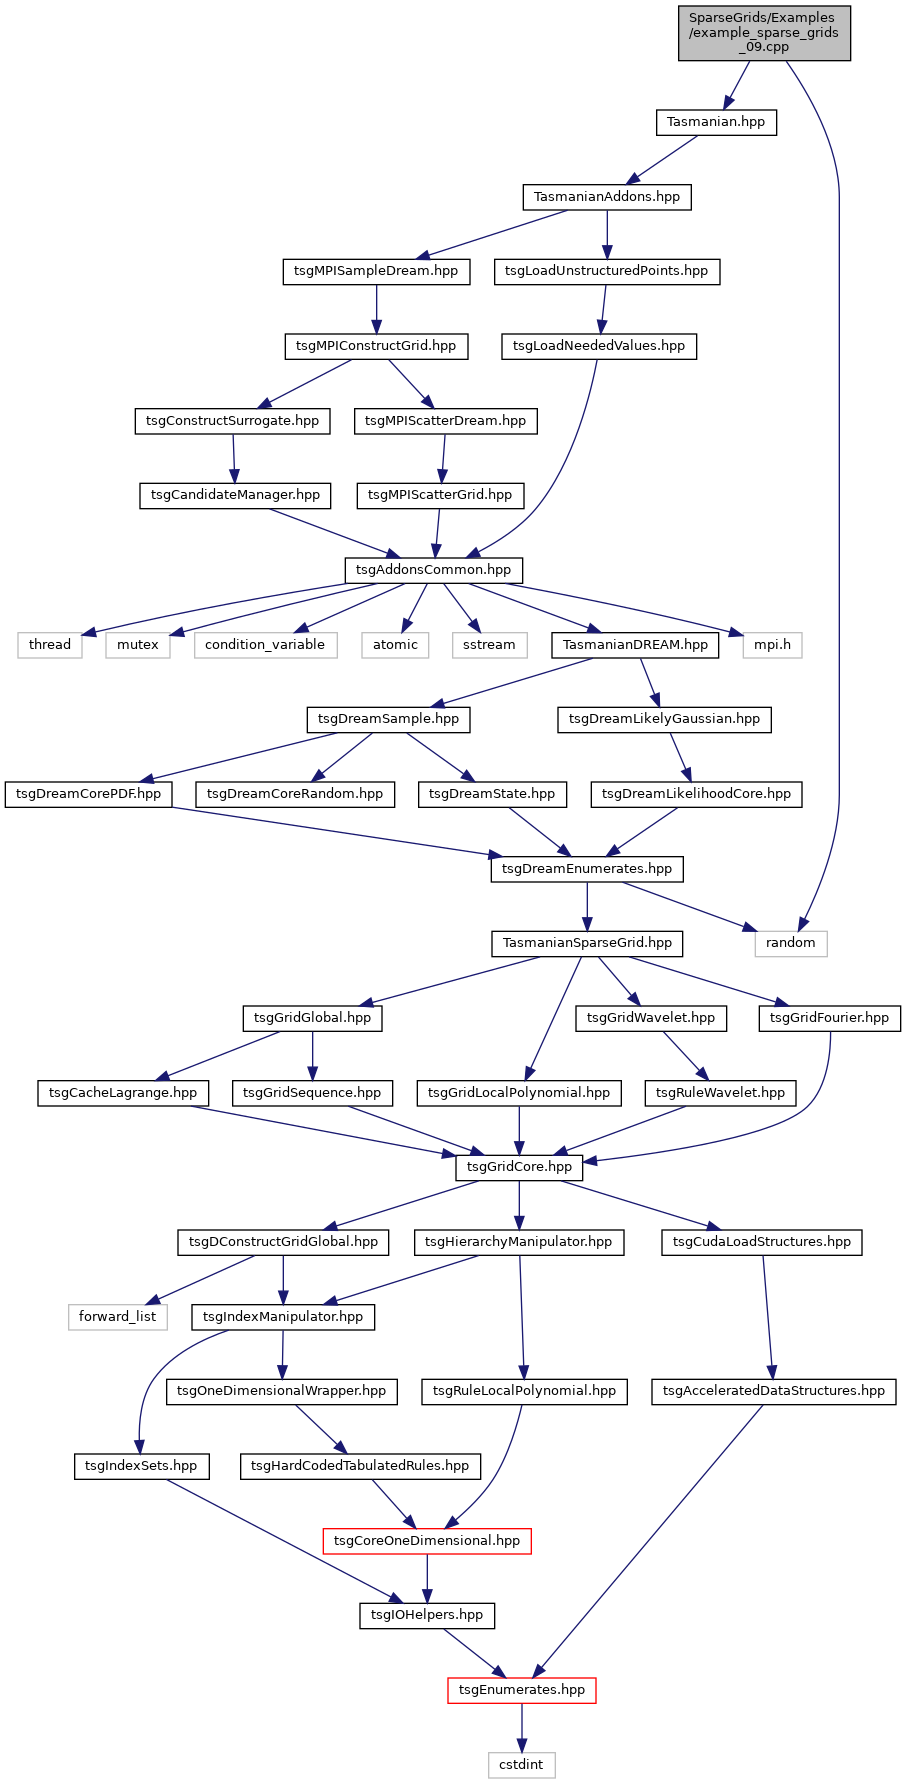 SparseGrids/Examples
/example_sparse_grids
_09.cpp
Tasmanian.hpp
TasmanianAddons.hpp
tsgMPISampleDream.hpp
tsgLoadUnstructuredPoints.hpp
tsgMPIConstructGrid.hpp
tsgLoadNeededValues.hpp
tsgConstructSurrogate.hpp
tsgMPIScatterDream.hpp
tsgCandidateManager.hpp
tsgMPIScatterGrid.hpp
tsgAddonsCommon.hpp
thread
mutex
condition_variable
atomic
sstream
TasmanianDREAM.hpp
mpi.h
tsgDreamSample.hpp
tsgDreamLikelyGaussian.hpp
tsgDreamCorePDF.hpp
tsgDreamCoreRandom.hpp
tsgDreamState.hpp
tsgDreamLikelihoodCore.hpp
tsgDreamEnumerates.hpp
TasmanianSparseGrid.hpp
random
tsgGridGlobal.hpp
tsgGridWavelet.hpp
tsgGridFourier.hpp
tsgCacheLagrange.hpp
tsgGridSequence.hpp
tsgGridLocalPolynomial.hpp
tsgRuleWavelet.hpp
tsgGridCore.hpp
tsgDConstructGridGlobal.hpp
tsgHierarchyManipulator.hpp
tsgCudaLoadStructures.hpp
forward_list
tsgIndexManipulator.hpp
tsgOneDimensionalWrapper.hpp
tsgRuleLocalPolynomial.hpp
tsgAcceleratedDataStructures.hpp
tsgIndexSets.hpp
tsgHardCodedTabulatedRules.hpp
tsgCoreOneDimensional.hpp
tsgIOHelpers.hpp
tsgEnumerates.hpp
cstdint